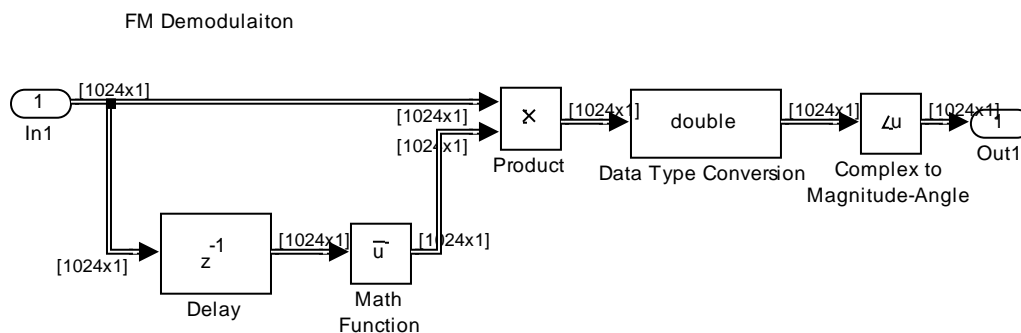 FM Demodulaiton
1
In1
[1024x1]
[1024x1]
[1024x1]
×
Product
[1024x1]
double
Data Type Conversion
[1024x1]
∠u
Complex to
Magnitude-Angle
[1024x1]
1
Out1
[1024x1]
z-1
Delay
[1024x1]
u̅
Math
Function
[1024x1]